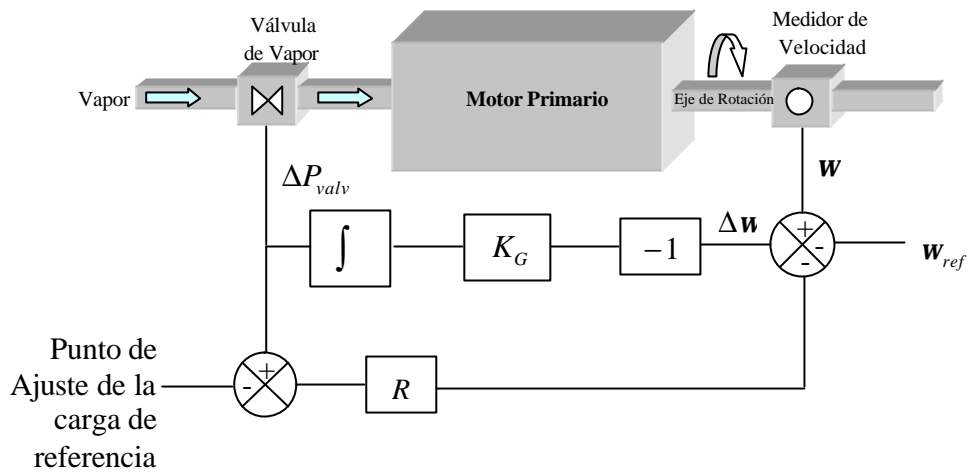 Válvula
de Vapor
Medidor de
Velocidad
Vapor
Motor Primario
Eje de Rotación
ΔP_valv
w
∫
K_G
−1
Δw
+
-
-
w_ref
Punto de
Ajuste de la
carga de
referencia
-
+
R